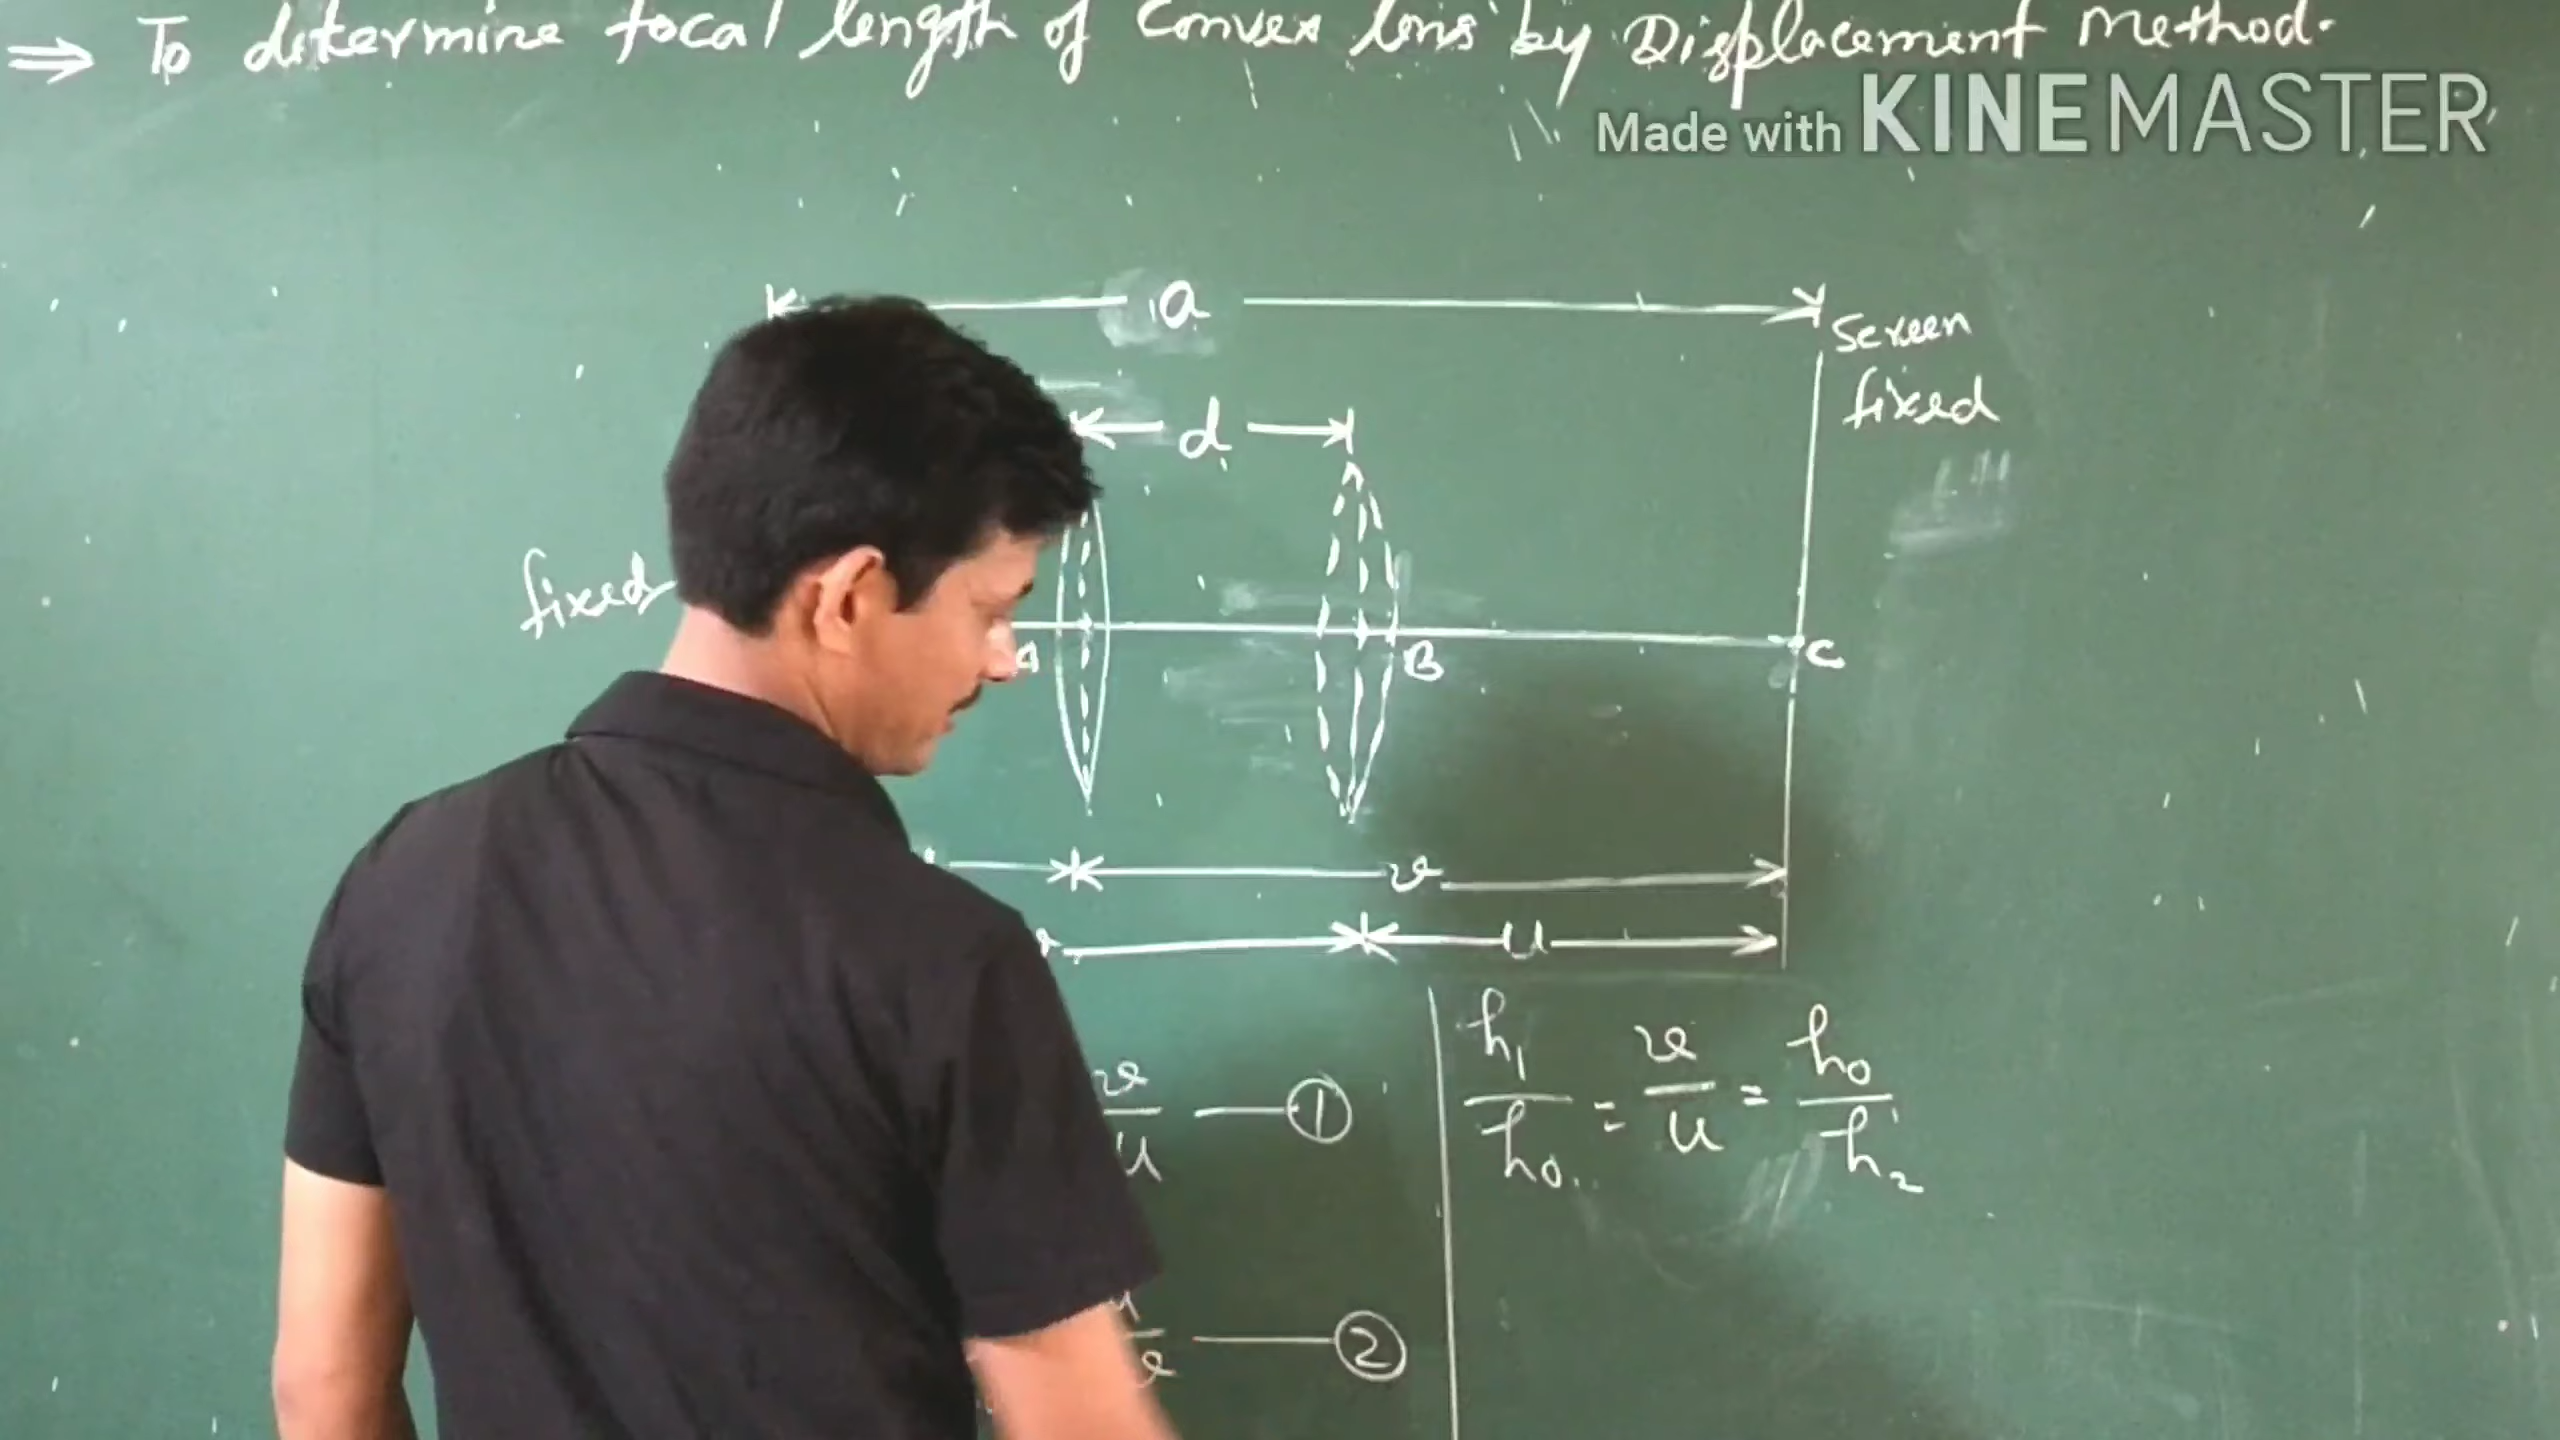 ⇒ To determine focal length of Convex lens by Displacement Method.
Made with KINEMASTER
a
Screen
fixed
d
fixed
A
B
C
v
u
v/u — ①
h₁/h₀ = v/u = h₀/h₂
u/v — ②